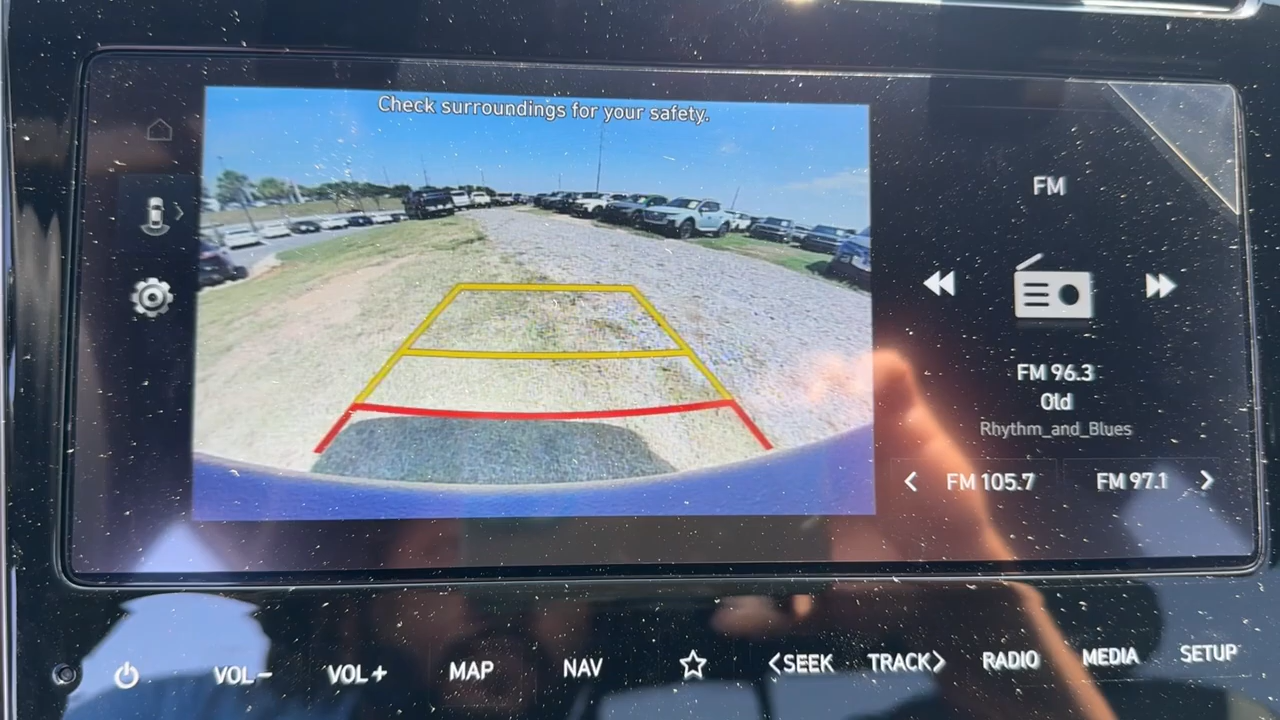 Check surroundings for your safety.
FM
FM 96.3
Old
Rhythm_and_Blues
FM 105.7
FM 97.1
VOL−
VOL+
MAP
NAV
<SEEK
TRACK>
RADIO
MEDIA
SETUP